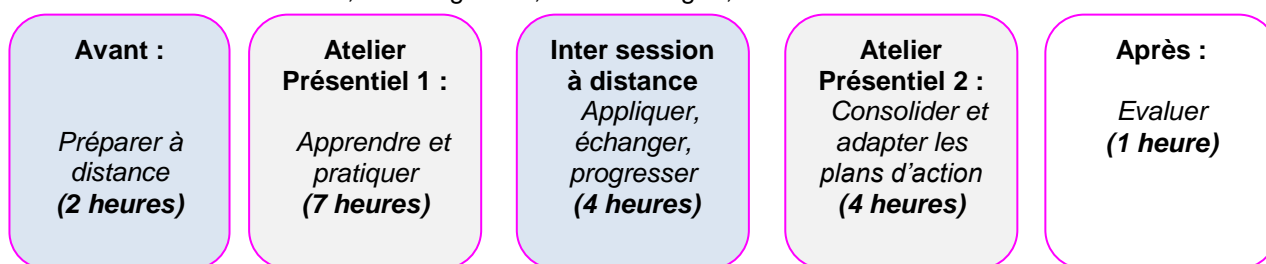 Avant :
Préparer à
distance
(2 heures)
Atelier
Présentiel 1 :
Apprendre et
pratiquer
(7 heures)
Inter session
à distance
Appliquer,
échanger,
progresser
(4 heures)
Atelier
Présentiel 2 :
Consolider et
adapter les
plans d’action
(4 heures)
Après :
Evaluer
(1 heure)